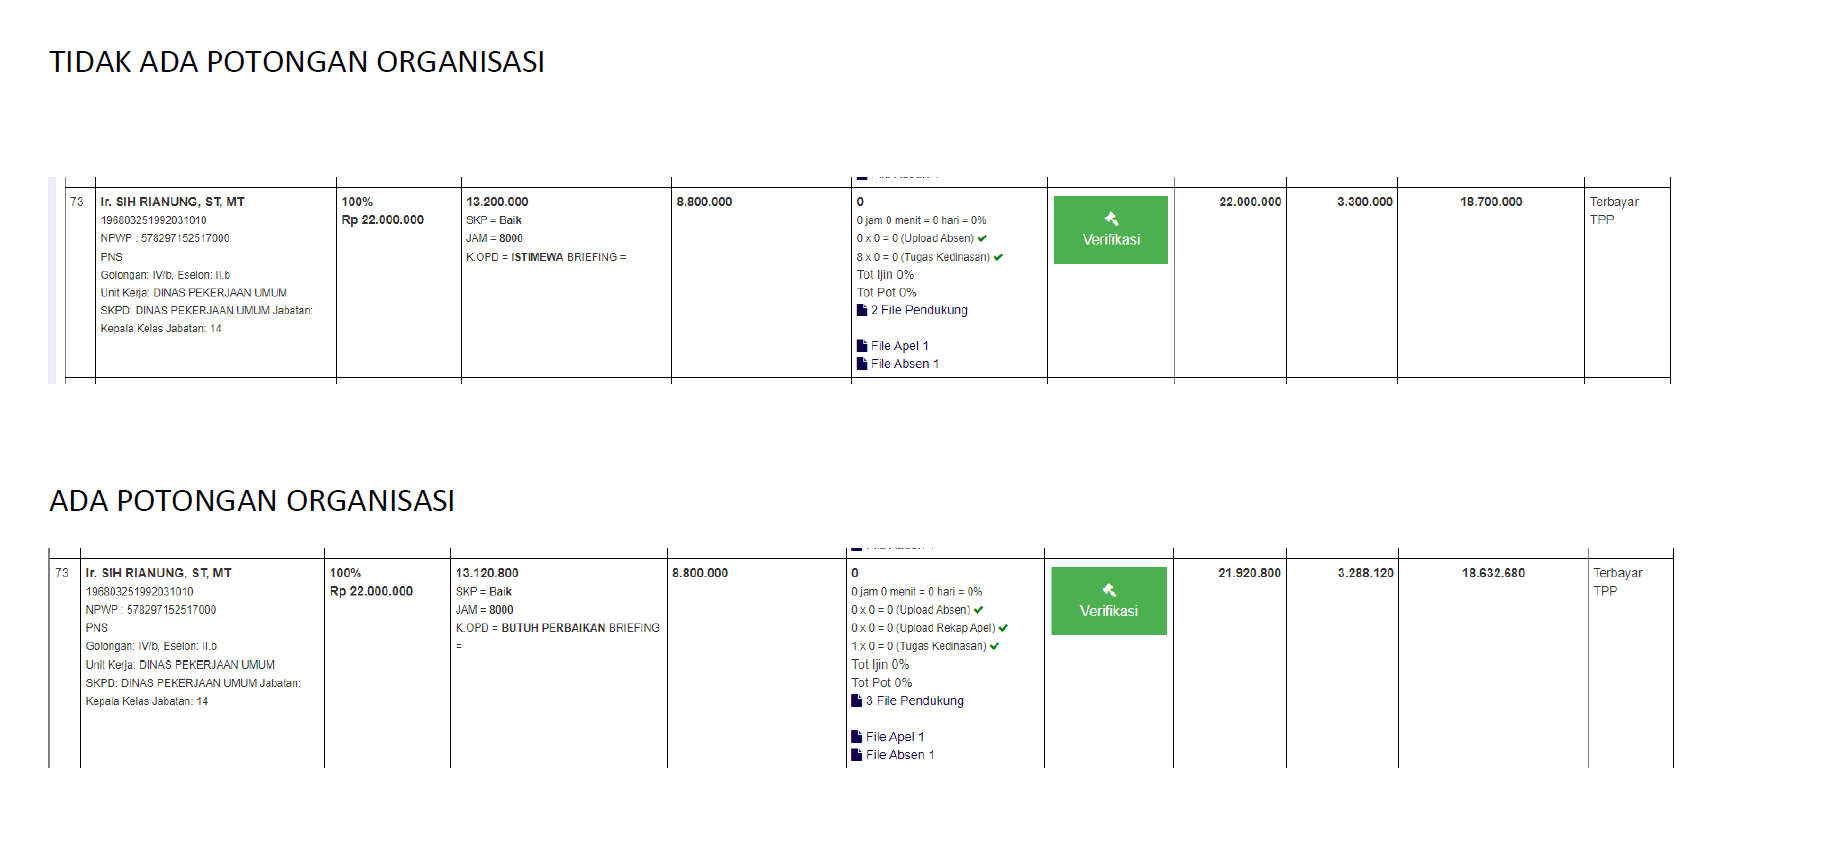 TIDAK ADA POTONGAN ORGANISASI
73
Ir. SIH RIANUNG, ST, MT
196803251992031010
NPWP : 578297152517000
PNS
Golongan: IV/b, Eselon: II.b
Unit Kerja: DINAS PEKERJAAN UMUM
SKPD: DINAS PEKERJAAN UMUM Jabatan:
Kepala Kelas Jabatan: 14
100%
Rp 22.000.000
13.200.000
SKP = Baik
JAM = 8000
K.OPD = ISTIMEWA BRIEFING =
8.800.000
0
0 jam 0 menit = 0 hari = 0%
0 x 0 = 0 (Upload Absen) ✔
8 x 0 = 0 (Tugas Kedinasan) ✔
Tot Ijin 0%
Tot Pot 0%
2 File Pendukung
File Apel 1
File Absen 1
Verifikasi
22.000.000
3.300.000
18.700.000
Terbayar
TPP
ADA POTONGAN ORGANISASI
73
Ir. SIH RIANUNG, ST, MT
196803251992031010
NPWP : 578297152517000
PNS
Golongan: IV/b, Eselon: II.b
Unit Kerja: DINAS PEKERJAAN UMUM
SKPD: DINAS PEKERJAAN UMUM Jabatan:
Kepala Kelas Jabatan: 14
100%
Rp 22.000.000
13.120.800
SKP = Baik
JAM = 8000
K.OPD = BUTUH PERBAIKAN BRIEFING
=
8.800.000
0
0 jam 0 menit = 0 hari = 0%
0 x 0 = 0 (Upload Absen) ✔
0 x 0 = 0 (Upload Rekap Apel) ✔
1 x 0 = 0 (Tugas Kedinasan) ✔
Tot Ijin 0%
Tot Pot 0%
3 File Pendukung
File Apel 1
File Absen 1
Verifikasi
21.920.800
3.288.120
18.632.680
Terbayar
TPP